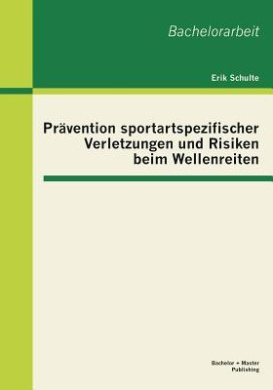 Bachelorarbeit
Erik Schulte
Prävention sportartspezifischer
Verletzungen und Risiken
beim Wellenreiten
Bachelor + Master
Publishing